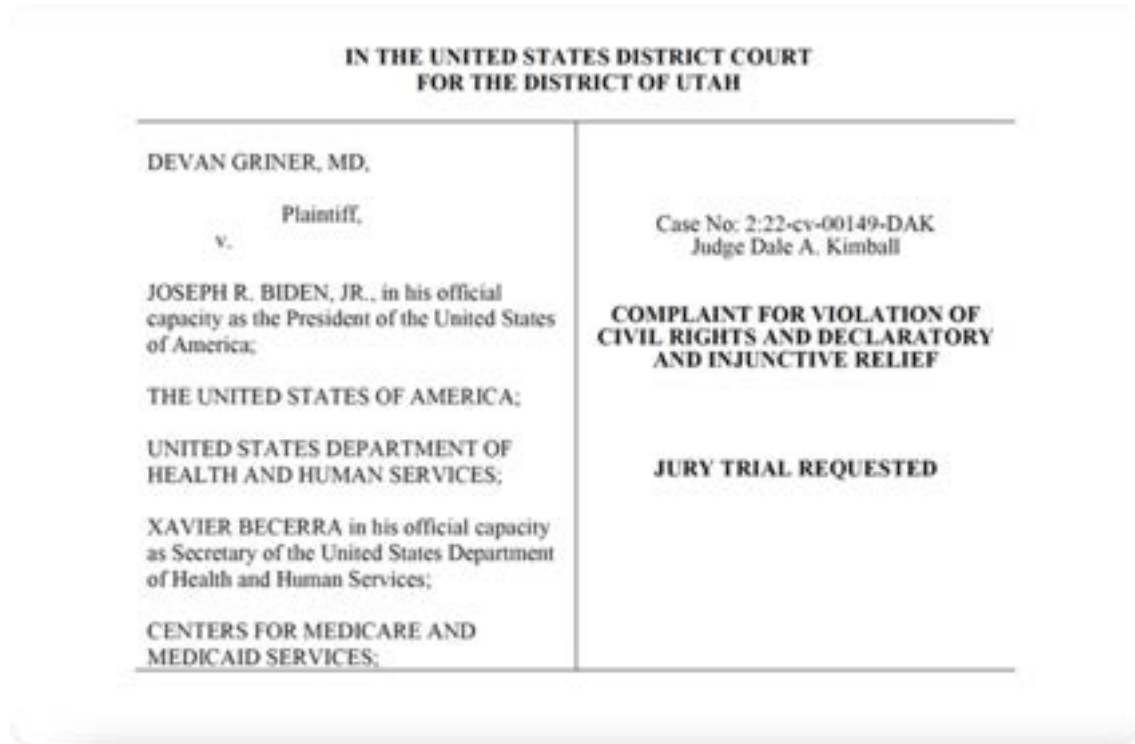 IN THE UNITED STATES DISTRICT COURT
FOR THE DISTRICT OF UTAH
DEVAN GRINER, MD,
Plaintiff,
v.
JOSEPH R. BIDEN, JR., in his official
capacity as the President of the United States
of America;
THE UNITED STATES OF AMERICA;
UNITED STATES DEPARTMENT OF
HEALTH AND HUMAN SERVICES;
XAVIER BECERRA in his official capacity
as Secretary of the United States Department
of Health and Human Services;
CENTERS FOR MEDICARE AND
MEDICAID SERVICES;
Case No: 2:22-cv-00149-DAK
Judge Dale A. Kimball
COMPLAINT FOR VIOLATION OF
CIVIL RIGHTS AND DECLARATORY
AND INJUNCTIVE RELIEF
JURY TRIAL REQUESTED